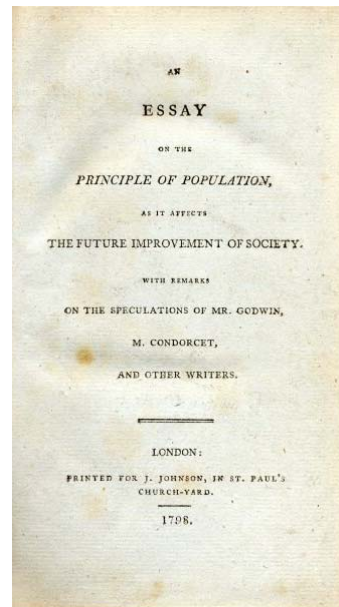 AN
ESSAY
ON THE
PRINCIPLE OF POPULATION,
AS IT AFFECTS
THE FUTURE IMPROVEMENT OF SOCIETY.
WITH REMARKS
ON THE SPECULATIONS OF MR. GODWIN,
M. CONDORCET,
AND OTHER WRITERS.
LONDON:
PRINTED FOR J. JOHNSON, IN ST. PAUL'S
CHURCH-YARD.
1798.